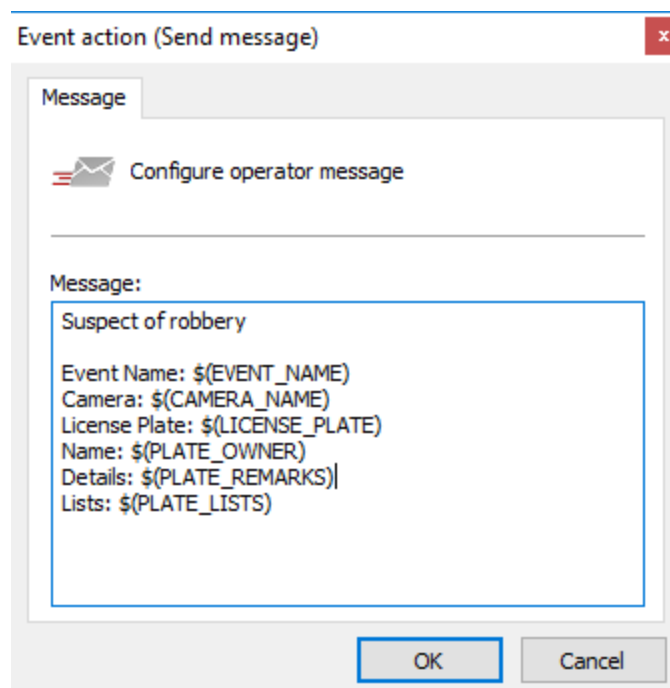 Event action (Send message)
x
Message
Configure operator message
Message:
Suspect of robbery
Event Name: $(EVENT_NAME)
Camera: $(CAMERA_NAME)
License Plate: $(LICENSE_PLATE)
Name: $(PLATE_OWNER)
Details: $(PLATE_REMARKS)
Lists: $(PLATE_LISTS)
OK Cancel